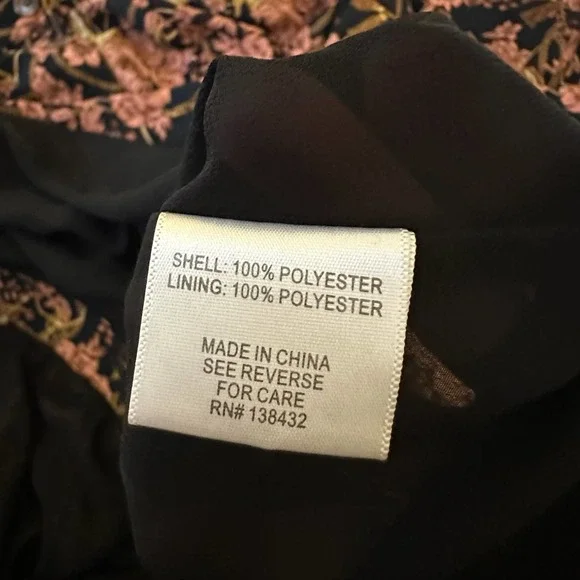 SHELL: 100% POLYESTER
LINING: 100% POLYESTER
MADE IN CHINA
SEE REVERSE
FOR CARE
RN# 138432